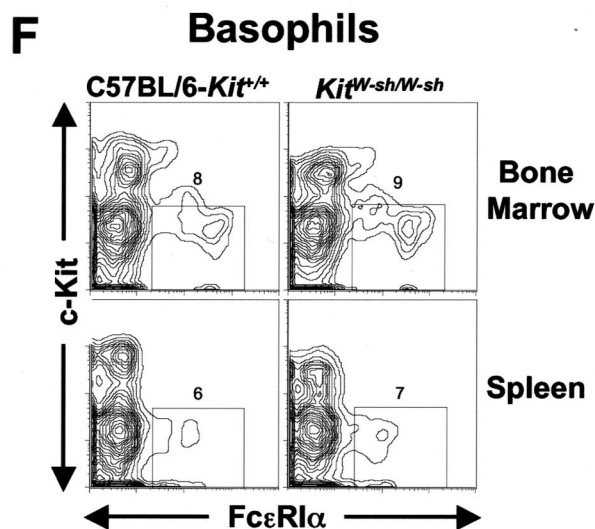 F
Basophils
C57BL/6-Kit+/+ KitW-sh/W-sh
8 9
Bone
Marrow
c-Kit
6 7
Spleen
FcεRIα